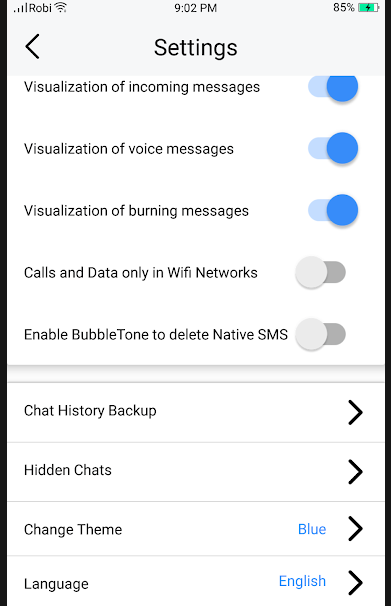 Robi
9:02 PM
85%
Settings
Visualization of incoming messages
Visualization of voice messages
Visualization of burning messages
Calls and Data only in Wifi Networks
Enable BubbleTone to delete Native SMS
Chat History Backup
Hidden Chats
Change Theme Blue
Language English